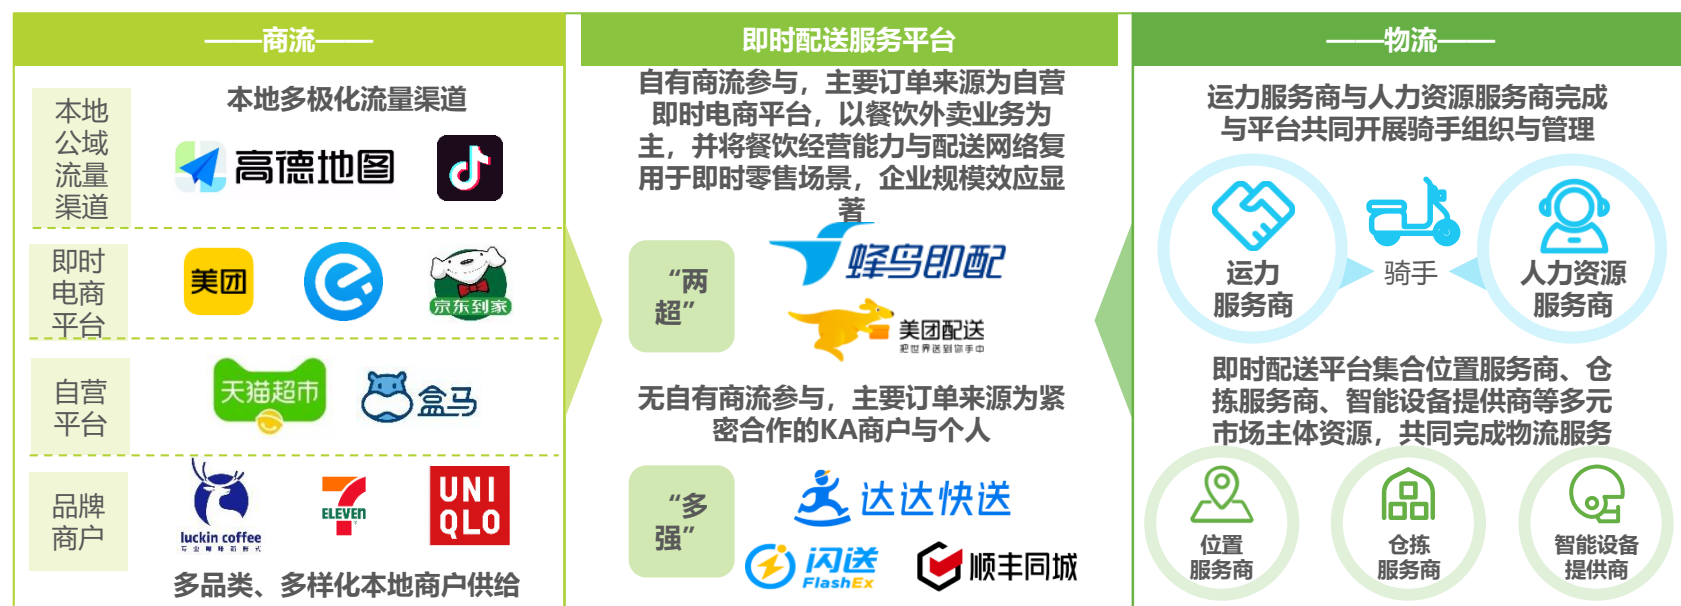 ——商流——
本地
公域
流量
渠道
本地多极化流量渠道
高德地图
即时
电商
平台
美团
京东到家
自营
平台
天猫超市
盒马
品牌
商户
luckin coffee
7
ELEVEN
UNI
QLO
多品类、多样化本地商户供给
即时配送服务平台
自有商流参与，主要订单来源为自营
即时电商平台，以餐饮外卖业务为
主，并将餐饮经营能力与配送网络复
用于即时零售场景，企业规模效应显
著
“两
超”
蜂鸟即配
美团配送
把世界送到你手中
无自有商流参与，主要订单来源为紧
密合作的KA商户与个人
“多
强”
达达快送
闪送
FlashEx
顺丰同城
——物流——
运力服务商与人力资源服务商完成
与平台共同开展骑手组织与管理
运力
服务商
骑手
人力资源
服务商
即时配送平台集合位置服务商、仓
拣服务商、智能设备提供商等多元
市场主体资源，共同完成物流服务
位置
服务商
仓拣
服务商
智能设备
提供商